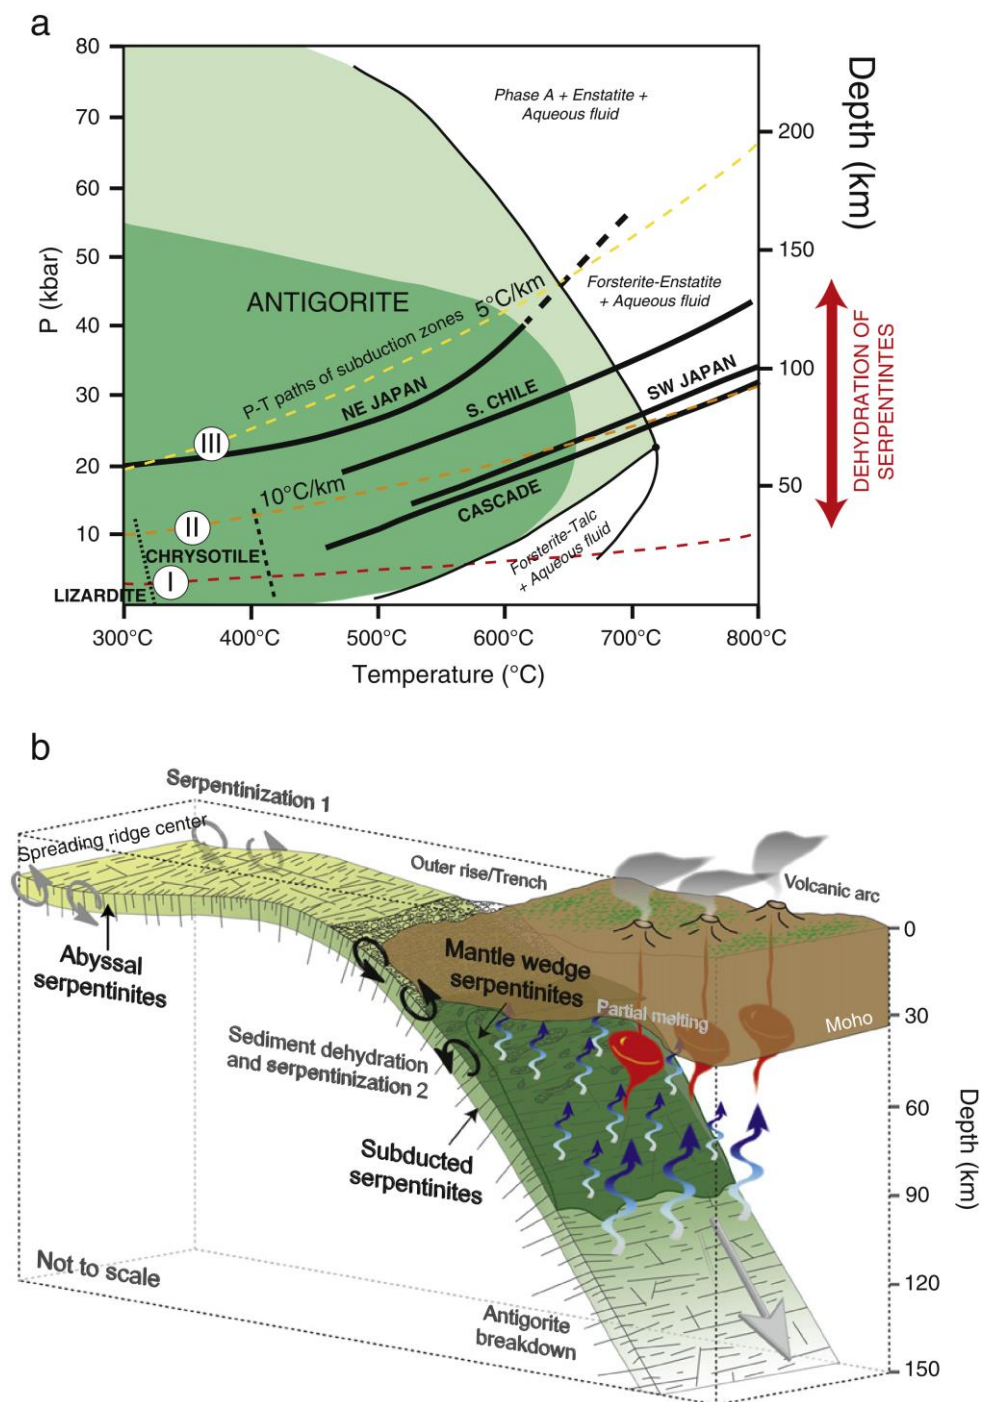 a
80
70
60
50
40
30
20
10
P (kbar)
300°C
400°C
500°C
600°C
700°C
800°C
Temperature (°C)
200
150
100
50
Depth (km)
Phase A + Enstatite +
Aqueous fluid
Forsterite-Enstatite
+ Aqueous fluid
Forsterite-Talc
+ Aqueous fluid
ANTIGORITE
5°C/km
P-T paths of subduction zones
NE JAPAN
S. CHILE
SW JAPAN
CASCADE
10°C/km
III
II
I
CHRYSOTILE
LIZARDITE
DEHYDRATION OF
SERPENTINTES
b
Serpentinization 1
Spreading ridge center
Outer rise/Trench
Volcanic arc
Abyssal
serpentinites
Mantle wedge
serpentinites
Partial melting
Moho
Sediment dehydration
and serpentinization 2
Subducted
serpentinites
Not to scale
Antigorite
breakdown
0
30
60
90
120
150
Depth (km)